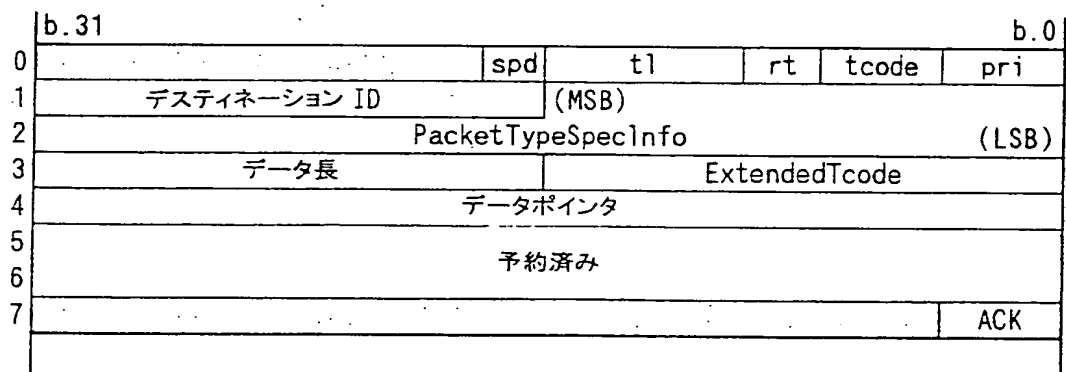 b.31 b.0
0 spd tl rt tcode pri
1 デスティネーション ID (MSB)
2 PacketTypeSpecInfo (LSB)
3 データ長 ExtendedTcode
4 データポインタ
5
予約済み
6
7 ACK